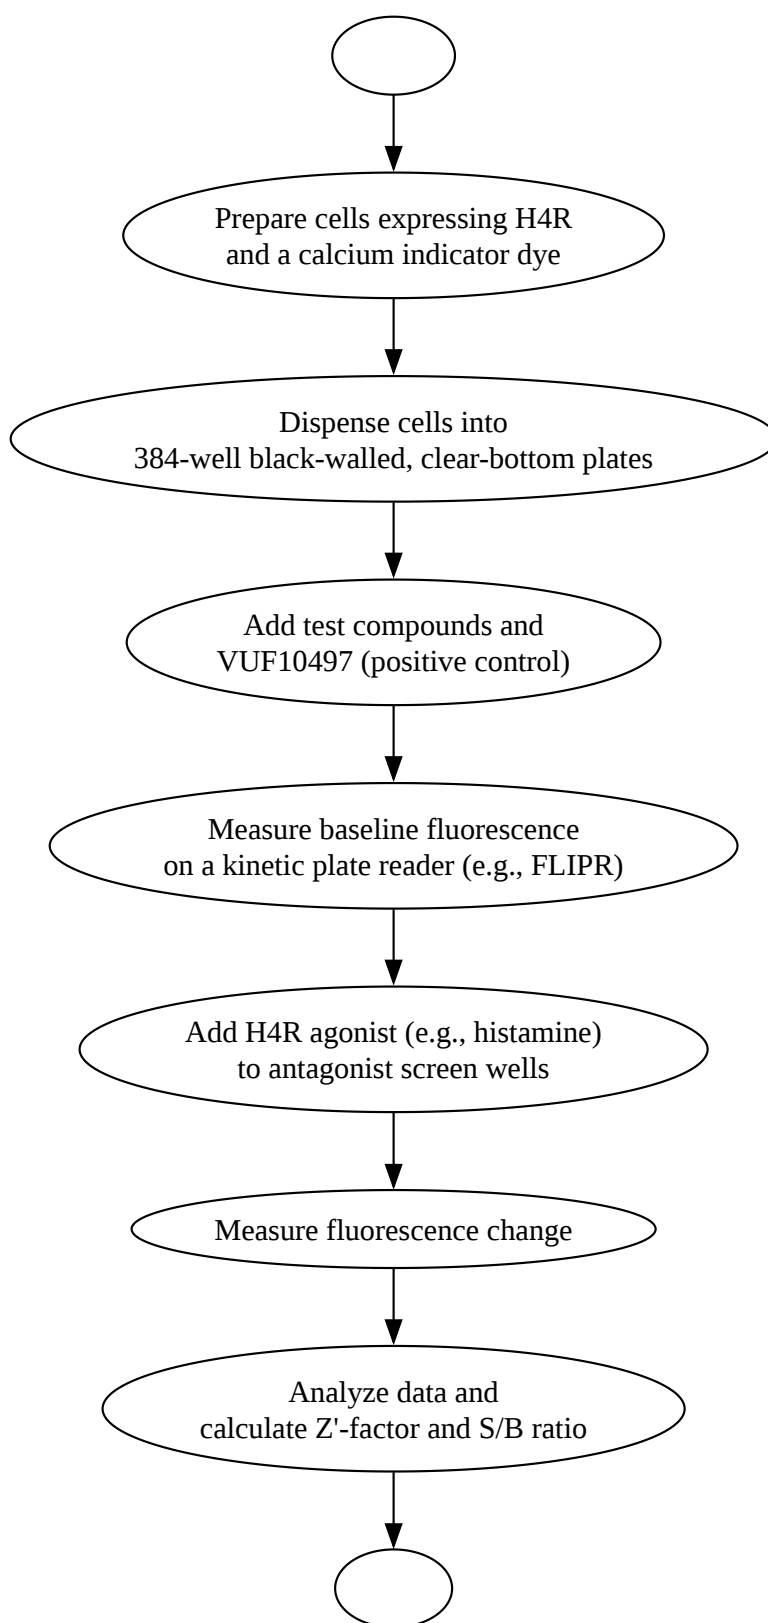 Prepare cells expressing H4R
and a calcium indicator dye
Dispense cells into
384-well black-walled, clear-bottom plates
Add test compounds and
VUF10497 (positive control)
Measure baseline fluorescence
on a kinetic plate reader (e.g., FLIPR)
Add H4R agonist (e.g., histamine)
to antagonist screen wells
Measure fluorescence change
Analyze data and
calculate Z'-factor and S/B ratio